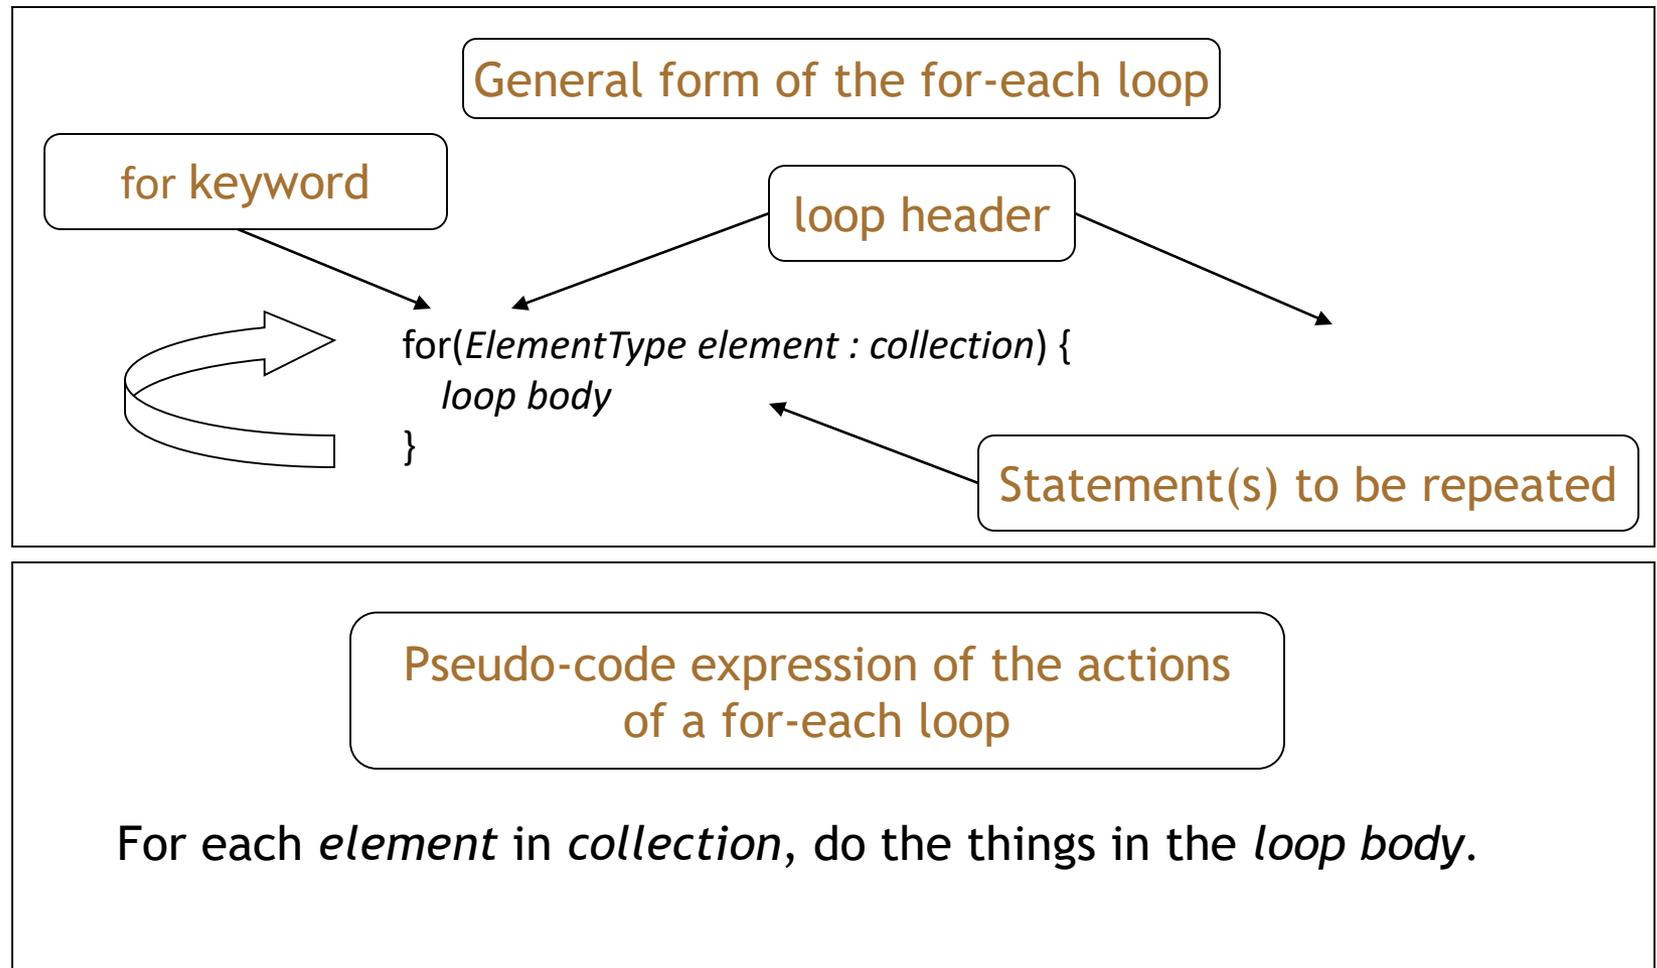 General form of the for-each loop
for keyword
loop header
for(ElementType element : collection) {
loop body
}
Statement(s) to be repeated
Pseudo-code expression of the actions
of a for-each loop
For each element in collection, do the things in the loop body.